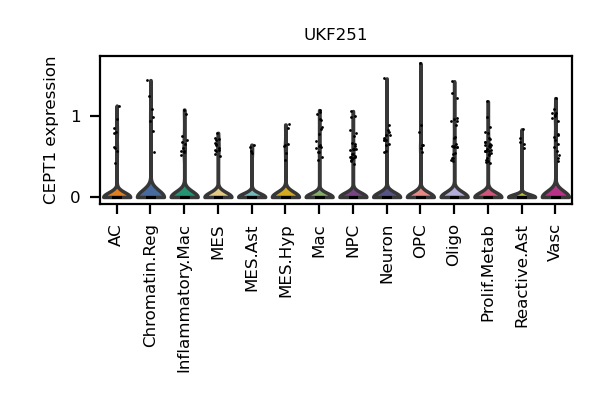 UKF251
CEPT1 expression
1
0
AC
Chromatin.Reg
Inflammatory.Mac
MES
MES.Ast
MES.Hyp
Mac
NPC
Neuron
OPC
Oligo
Prolif.Metab
Reactive.Ast
Vasc